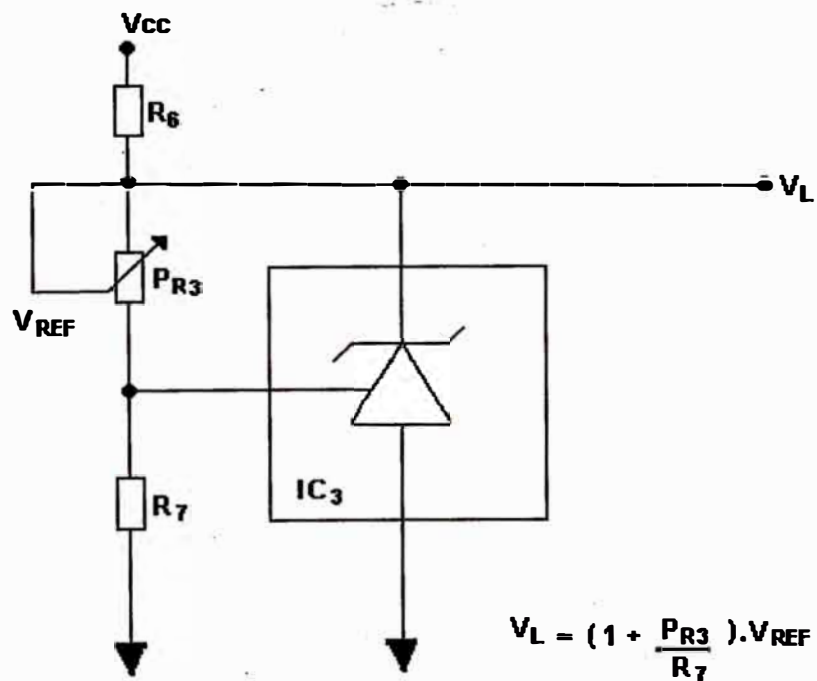 Vcc
R6
VL
PR3
VREF
IC3
R7
VL = ( 1 + PR3 / R7 ).VREF